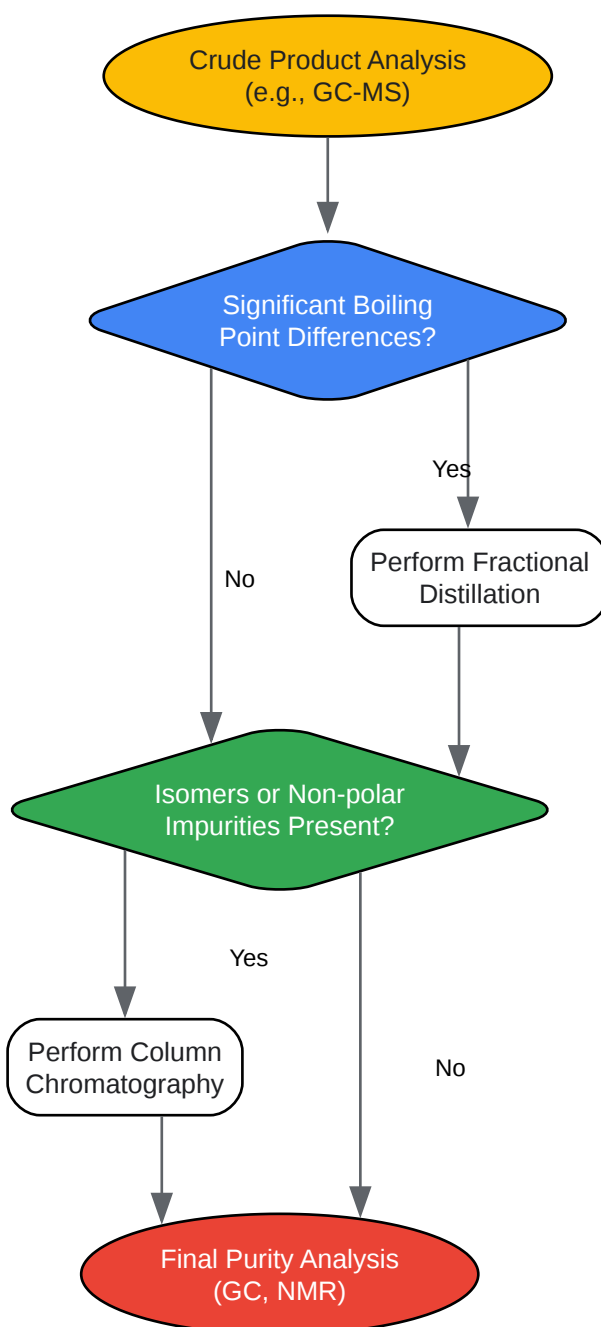 Crude Product Analysis
(e.g., GC-MS)
Significant Boiling
Point Differences?
Yes
Perform Fractional
Distillation
No
Isomers or Non-polar
Impurities Present?
Yes
Perform Column
Chromatography
No
Final Purity Analysis
(GC, NMR)